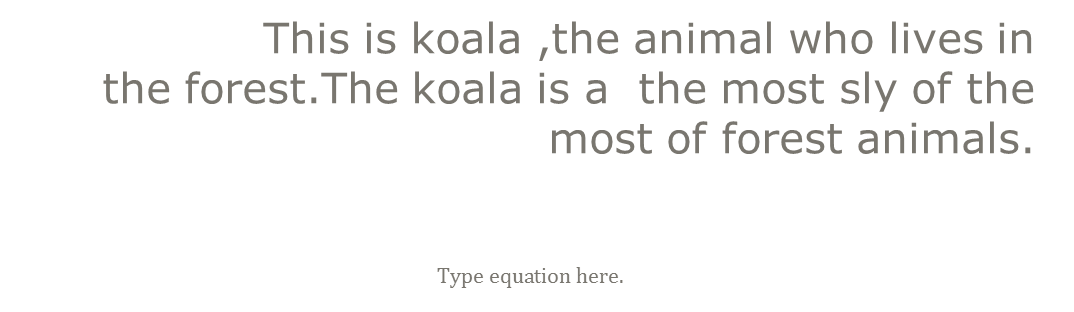 This is koala ,the animal who lives in
the forest.The koala is a  the most sly of the
most of forest animals.
Type equation here.